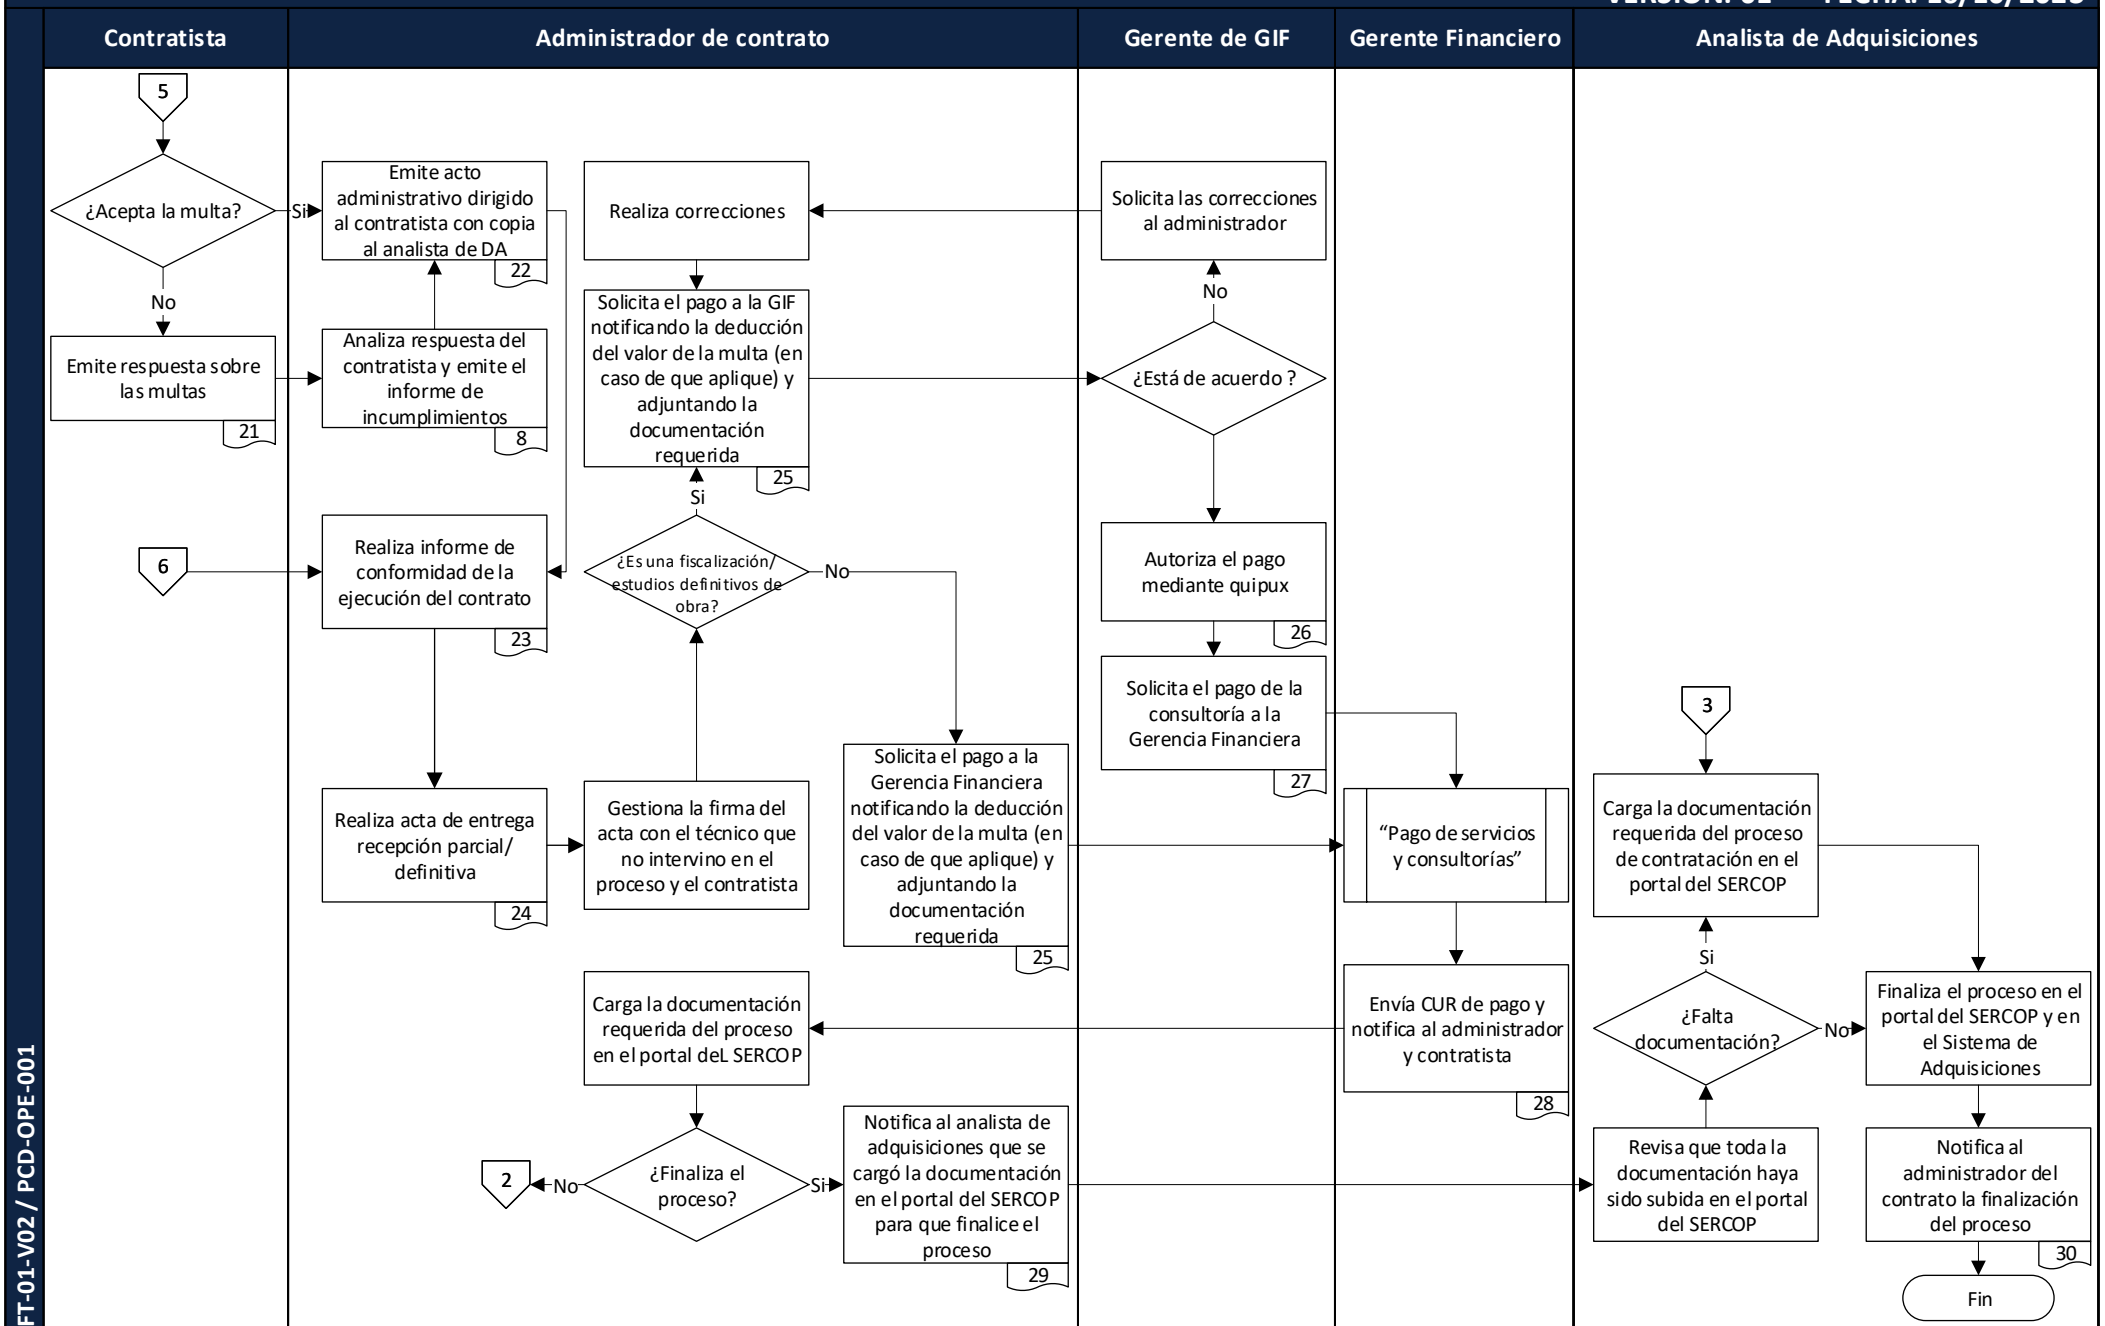 Contratista
Administrador de contrato
Gerente de GIF
Gerente Financiero
Analista de Adquisiciones
5
¿Acepta la multa?
Si
No
Emite respuesta sobre
las multas
21
6
Emite acto
administrativo dirigido
al contratista con copia
al analista de DA
22
Analiza respuesta del
contratista y emite el
informe de
incumplimientos
8
Realiza informe de
conformidad de la
ejecución del contrato
23
Realiza acta de entrega
recepción parcial/
definitiva
24
Realiza correcciones
Solicita el pago a la GIF
notificando la deducción
del valor de la multa (en
caso de que aplique) y
adjuntando la
documentación
requerida
25
Si
¿Es una fiscalización/
estudios definitivos de
obra?
No
Gestiona la firma del
acta con el técnico que
no intervino en el
proceso y el contratista
Solicita el pago a la
Gerencia Financiera
notificando la deducción
del valor de la multa (en
caso de que aplique) y
adjuntando la
documentación
requerida
25
Carga la documentación
requerida del proceso
en el portal deL SERCOP
¿Finaliza el
proceso?
No
2
Si
Notifica al analista de
adquisiciones que se
cargó la documentación
en el portal del SERCOP
para que finalice el
proceso
29
Solicita las correcciones
al administrador
No
¿Está de acuerdo ?
Autoriza el pago
mediante quipux
26
Solicita el pago de la
consultoría a la
Gerencia Financiera
27
“Pago de servicios
y consultorías”
Envía CUR de pago y
notifica al administrador
y contratista
28
3
Carga la documentación
requerida del proceso
de contratación en el
portal del SERCOP
Si
¿Falta
documentación?
No
Revisa que toda la
documentación haya
sido subida en el portal
del SERCOP
Finaliza el proceso en el
portal del SERCOP y en
el Sistema de
Adquisiciones
Notifica al
administrador del
contrato la finalización
del proceso
30
Fin
FT-01-V02 / PCD-OPE-001